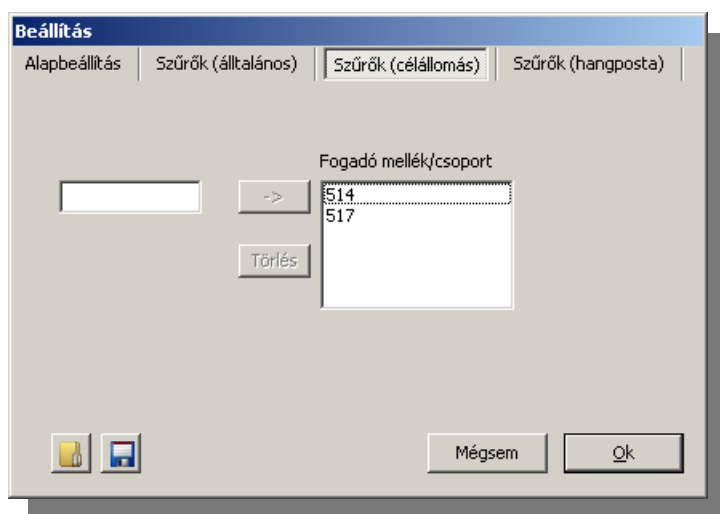 Beállítás
Alapbeállítás Szűrők (álltalános) Szűrők (célállomás) Szűrők (hangposta)
Fogadó mellék/csoport
->
514
517
Törlés
Mégsem Ok